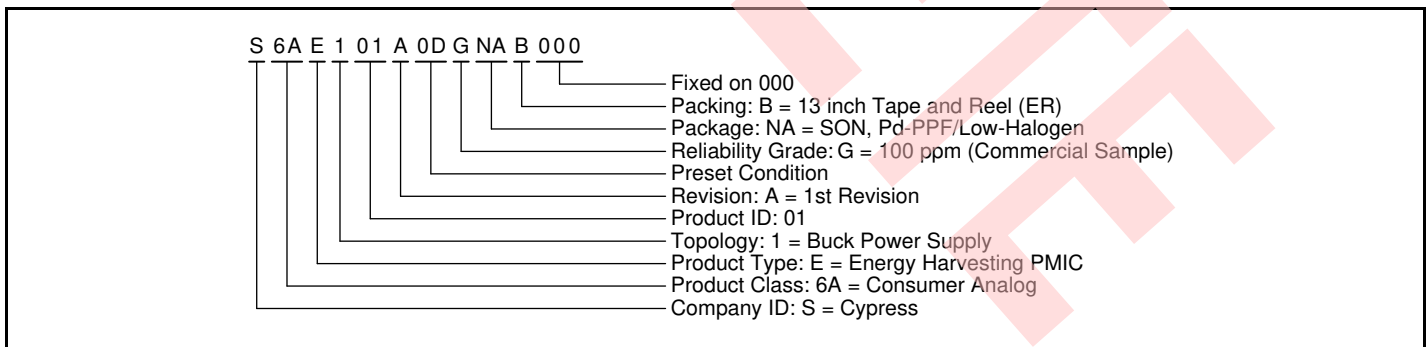 S 6A E 1 01 A 0D G NA B 000
Fixed on 000
Packing: B = 13 inch Tape and Reel (ER)
Package: NA = SON, Pd-PPF/Low-Halogen
Reliability Grade: G = 100 ppm (Commercial Sample)
Preset Condition
Revision: A = 1st Revision
Product ID: 01
Topology: 1 = Buck Power Supply
Product Type: E = Energy Harvesting PMIC
Product Class: 6A = Consumer Analog
Company ID: S = Cypress